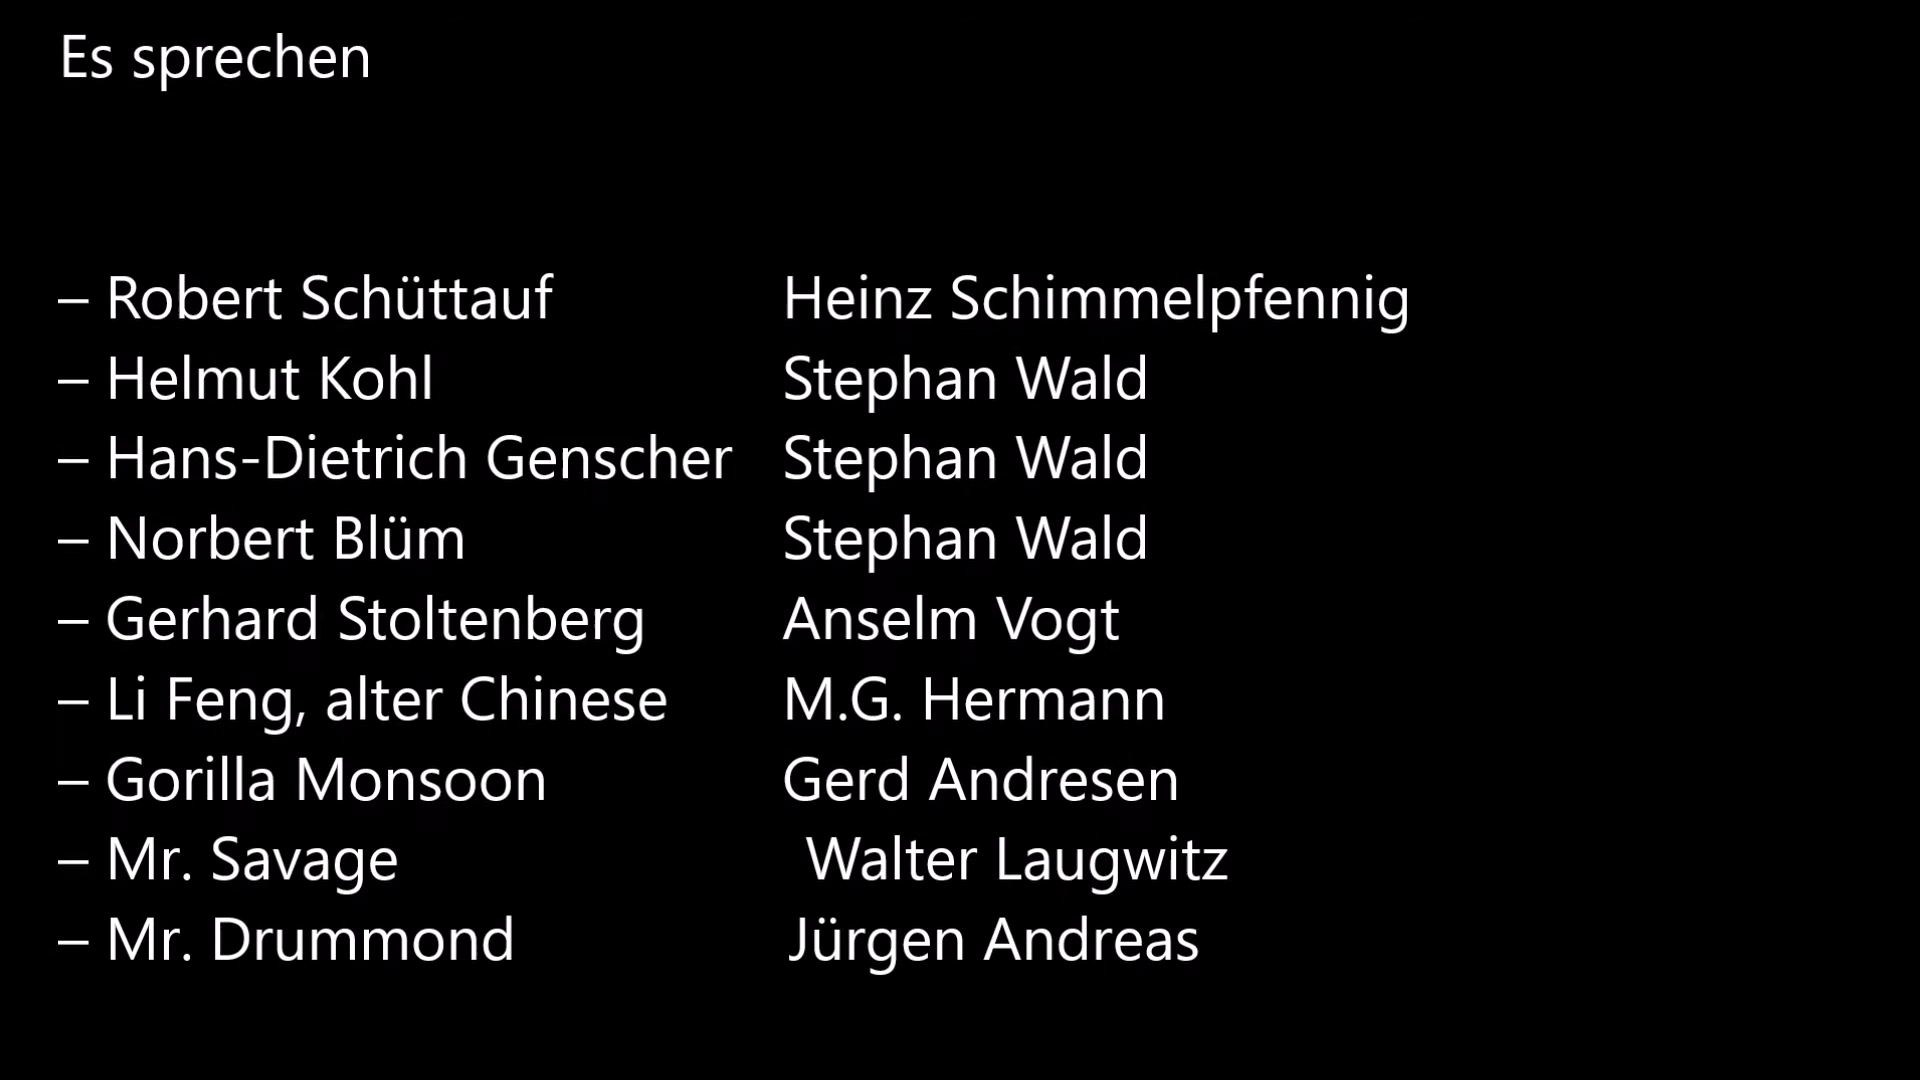 Es sprechen
– Robert Schüttauf Heinz Schimmelpfennig
– Helmut Kohl Stephan Wald
– Hans-Dietrich Genscher Stephan Wald
– Norbert Blüm Stephan Wald
– Gerhard Stoltenberg Anselm Vogt
– Li Feng, alter Chinese M.G. Hermann
– Gorilla Monsoon Gerd Andresen
– Mr. Savage Walter Laugwitz
– Mr. Drummond Jürgen Andreas